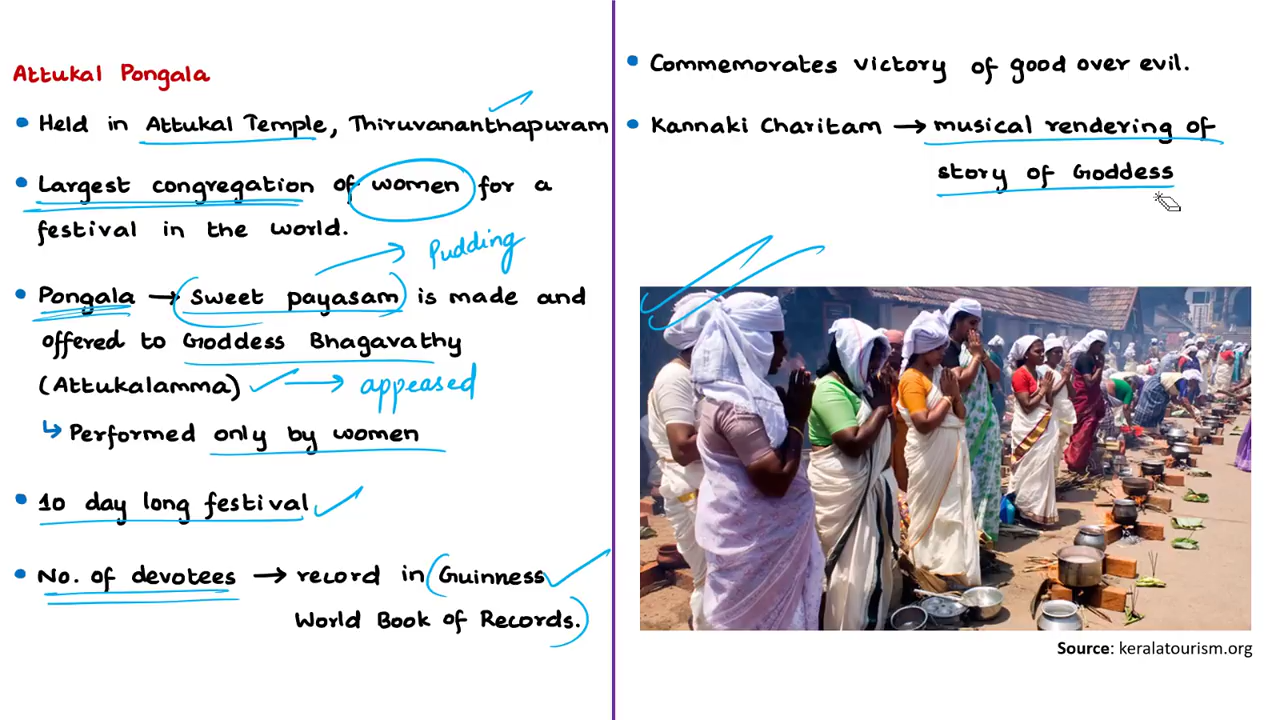 Attukal Pongala
• Held in Attukal Temple, Thiruvananthapuram
• Largest congregation of women for a
festival in the world.
Pudding
• Pongala → Sweet payasam is made and
offered to Goddess Bhagavathy
(Attukalamma) → appeased
↳ Performed only by women
• 10 day long festival
• No. of devotees → record in (Guinness
World Book of Records.)
• Commemorates victory of good over evil.
• Kannaki Charitam → musical rendering of
story of Goddess
Source: keralatourism.org